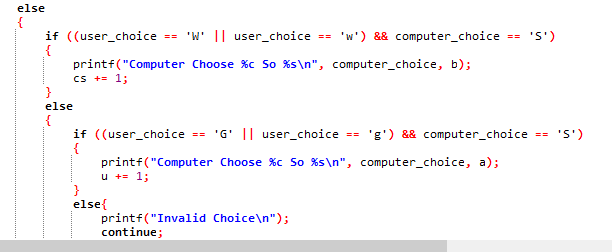 else
{
if ((user_choice == 'W' || user_choice == 'w') && computer_choice == 'S')
{
printf("Computer Choose %c So %s\n", computer_choice, b);
cs += 1;
}
else
{
if ((user_choice == 'G' || user_choice == 'g') && computer_choice == 'S')
{
printf("Computer Choose %c So %s\n", computer_choice, a);
u += 1;
}
else{
printf("Invalid Choice\n");
continue;